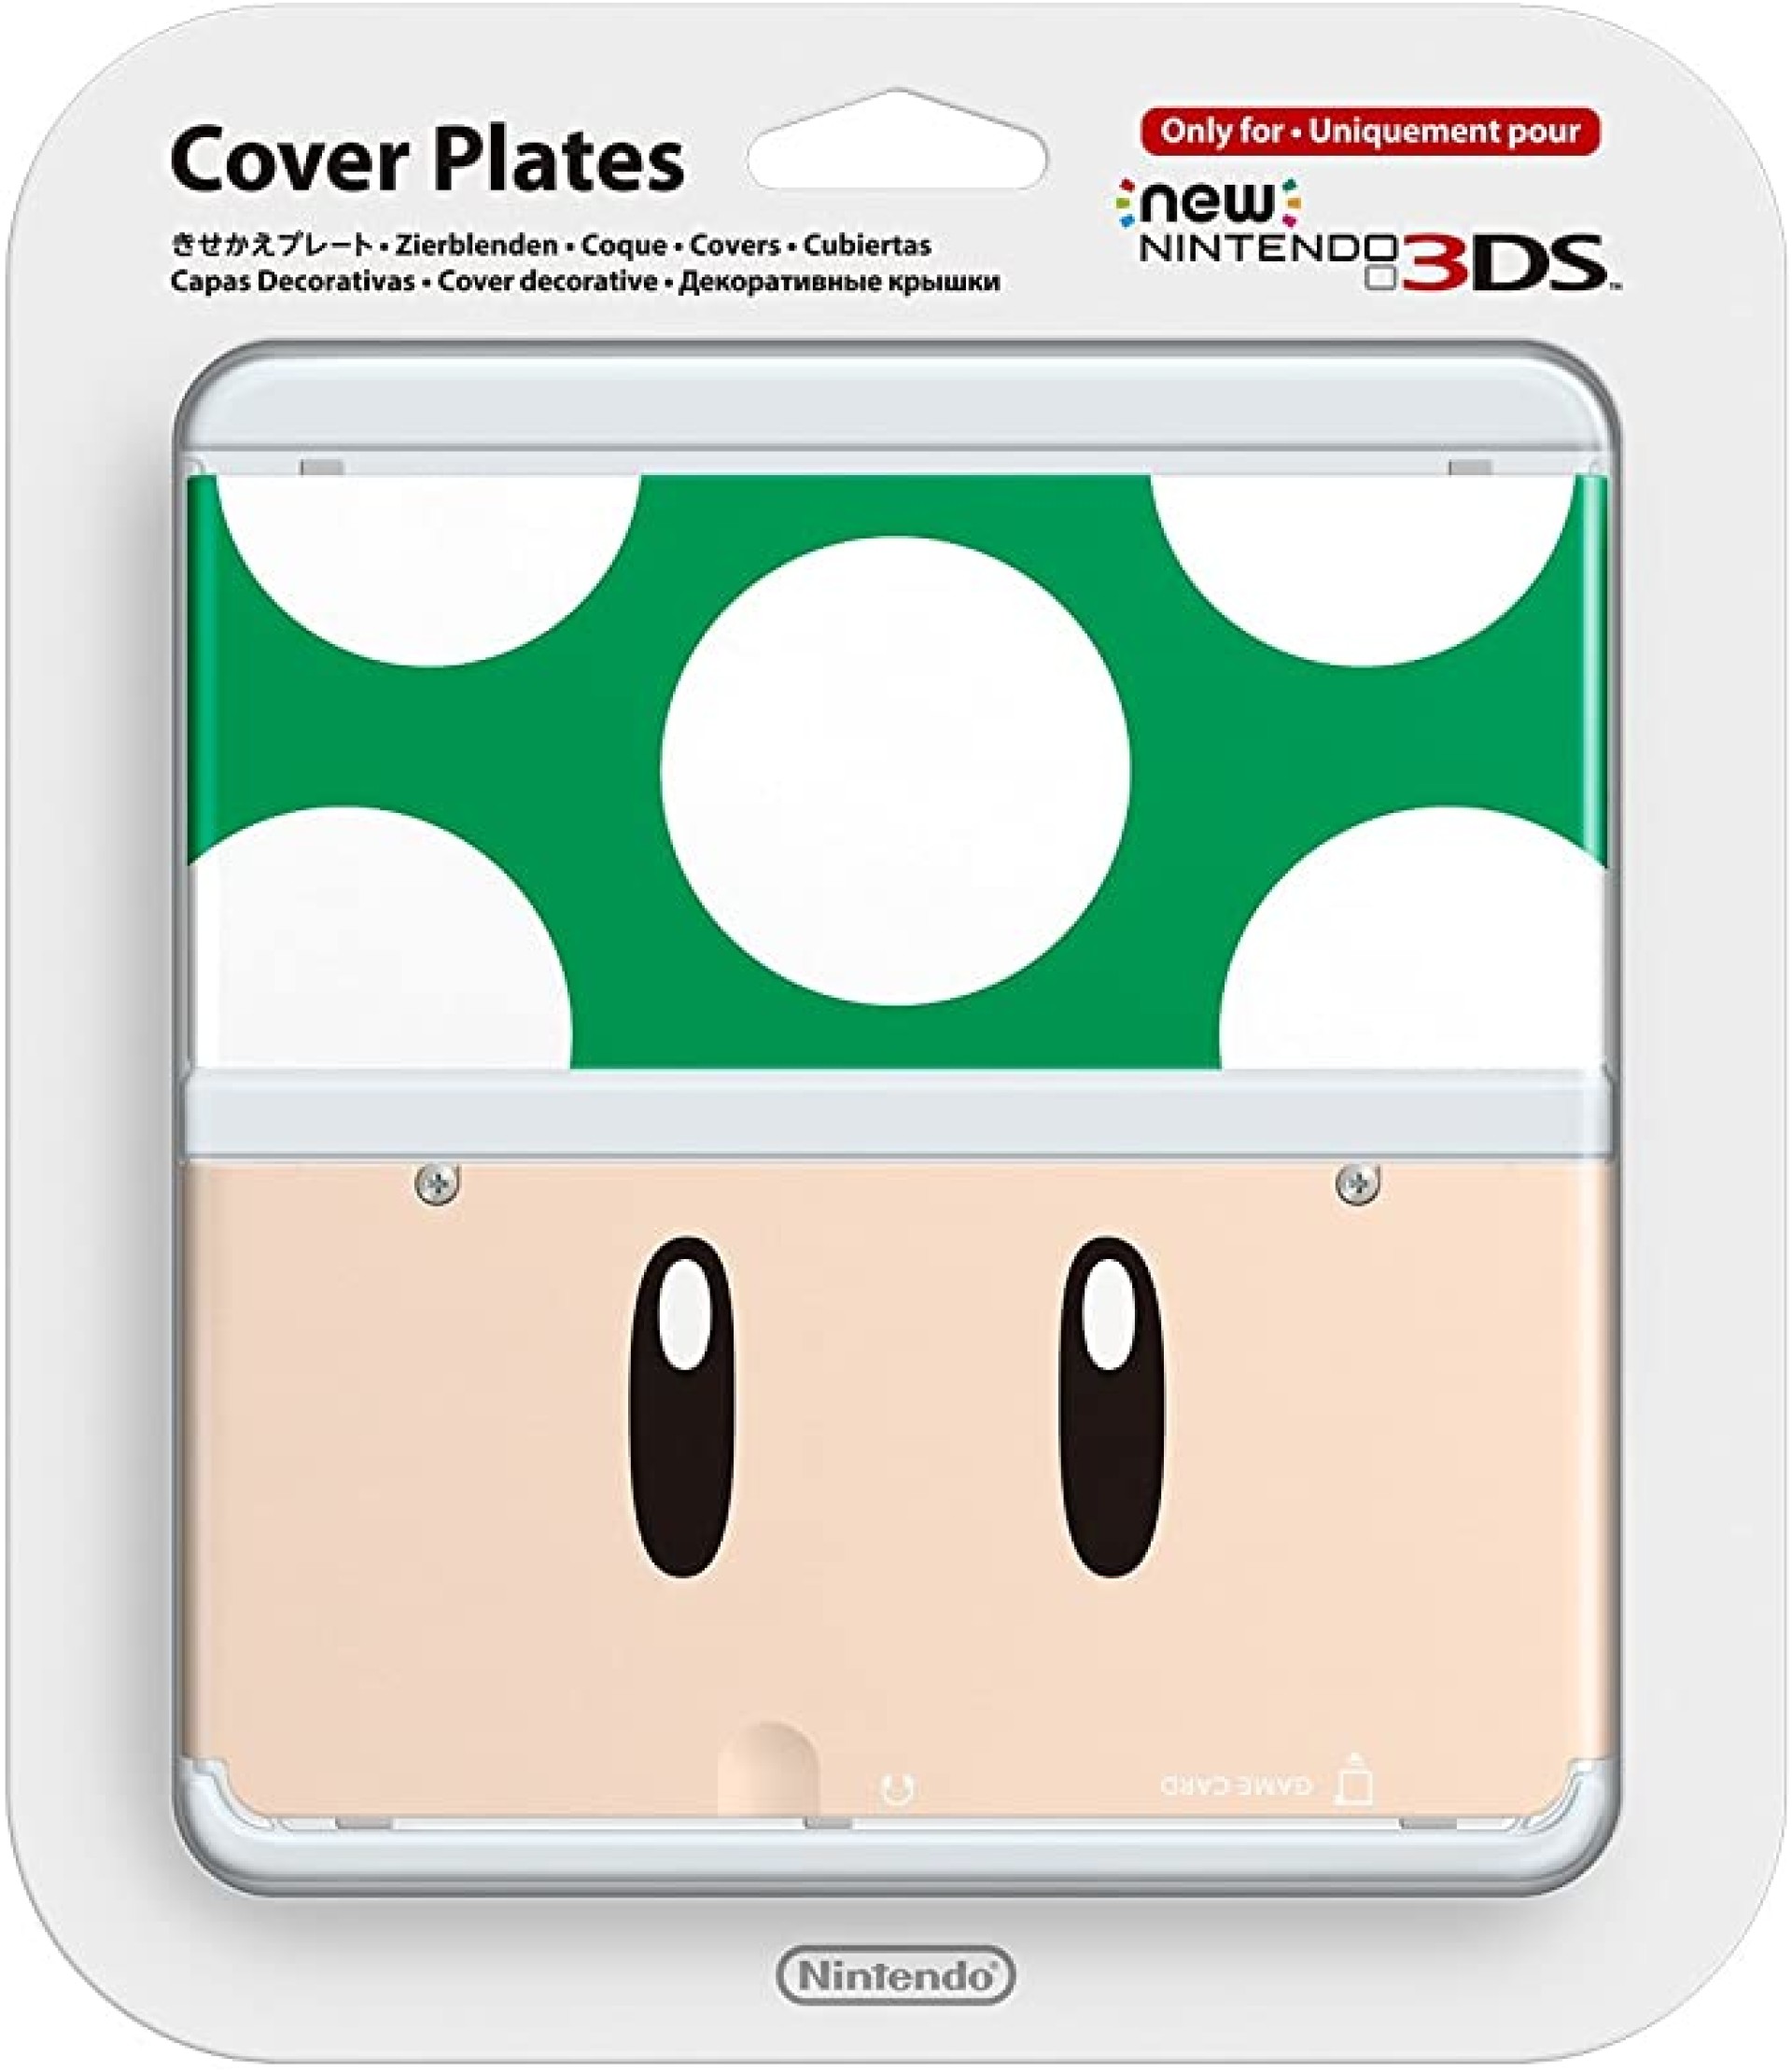 Cover Plates
きせかえプレート • Zierblenden • Coque • Covers • Cubiertas
Capas Decorativas • Cover decorative • Декоративные крышки
Only for • Uniquement pour
new
NINTENDO 3DS™
GAME CARD
Nintendo®